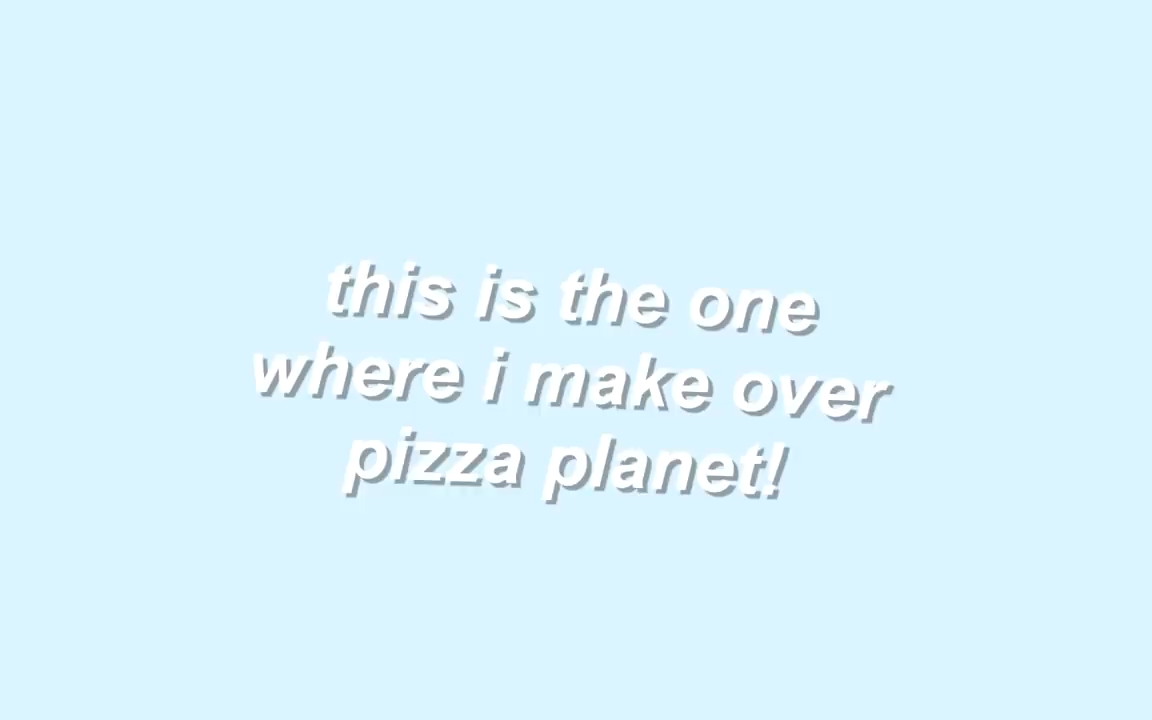 this is the one
where i make over
pizza planet!